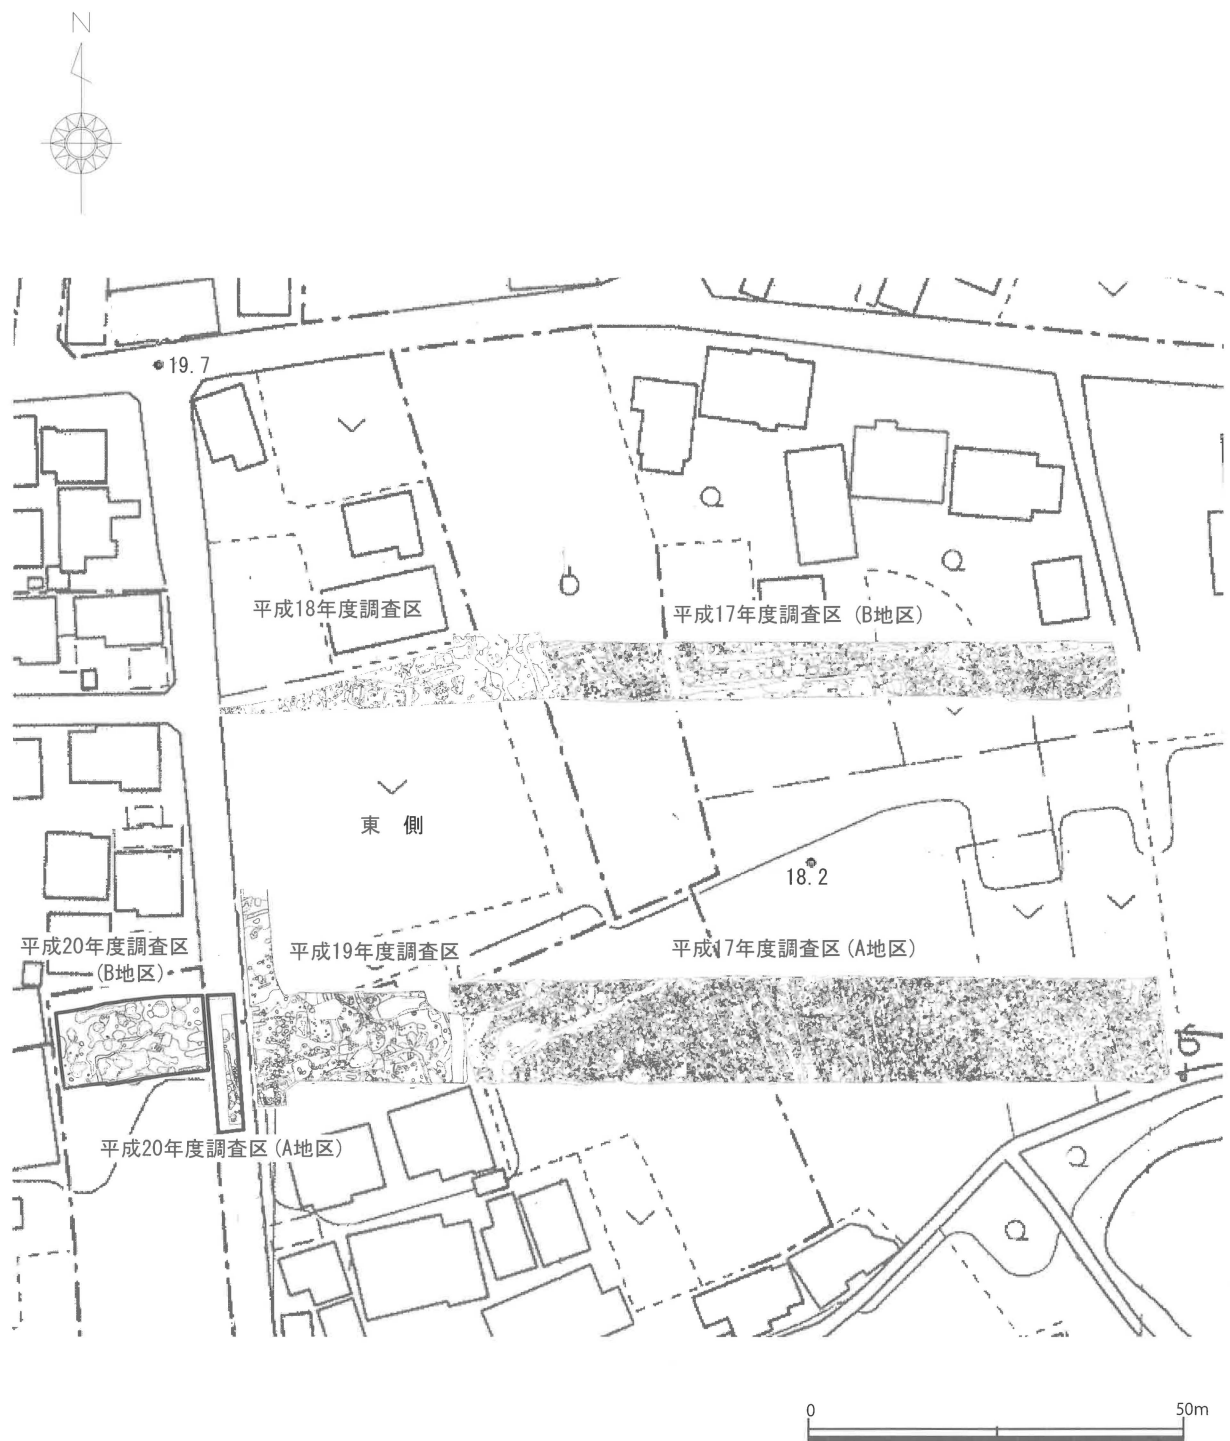 N
19.7
平成18年度調査区
平成17年度調査区 (B地区)
東 側
18.2
平成20年度調査区
(B地区)
平成19年度調査区
平成17年度調査区 (A地区)
平成20年度調査区 (A地区)
0
50m